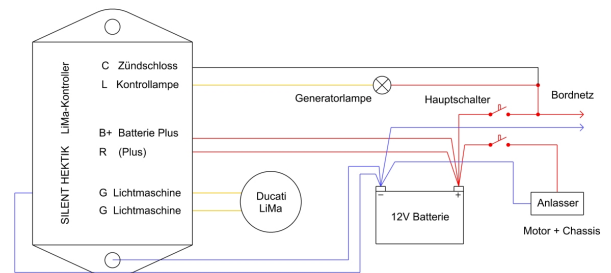 SILENT HEKTIK LiMa-Kontroller
C Zündschloss
L Kontrollampe
B+ Batterie Plus
R (Plus)
G Lichtmaschine
G Lichtmaschine
Generatorlampe
Hauptschalter
Bordnetz
Ducati
LiMa
− +
12V Batterie
Anlasser
Motor + Chassis